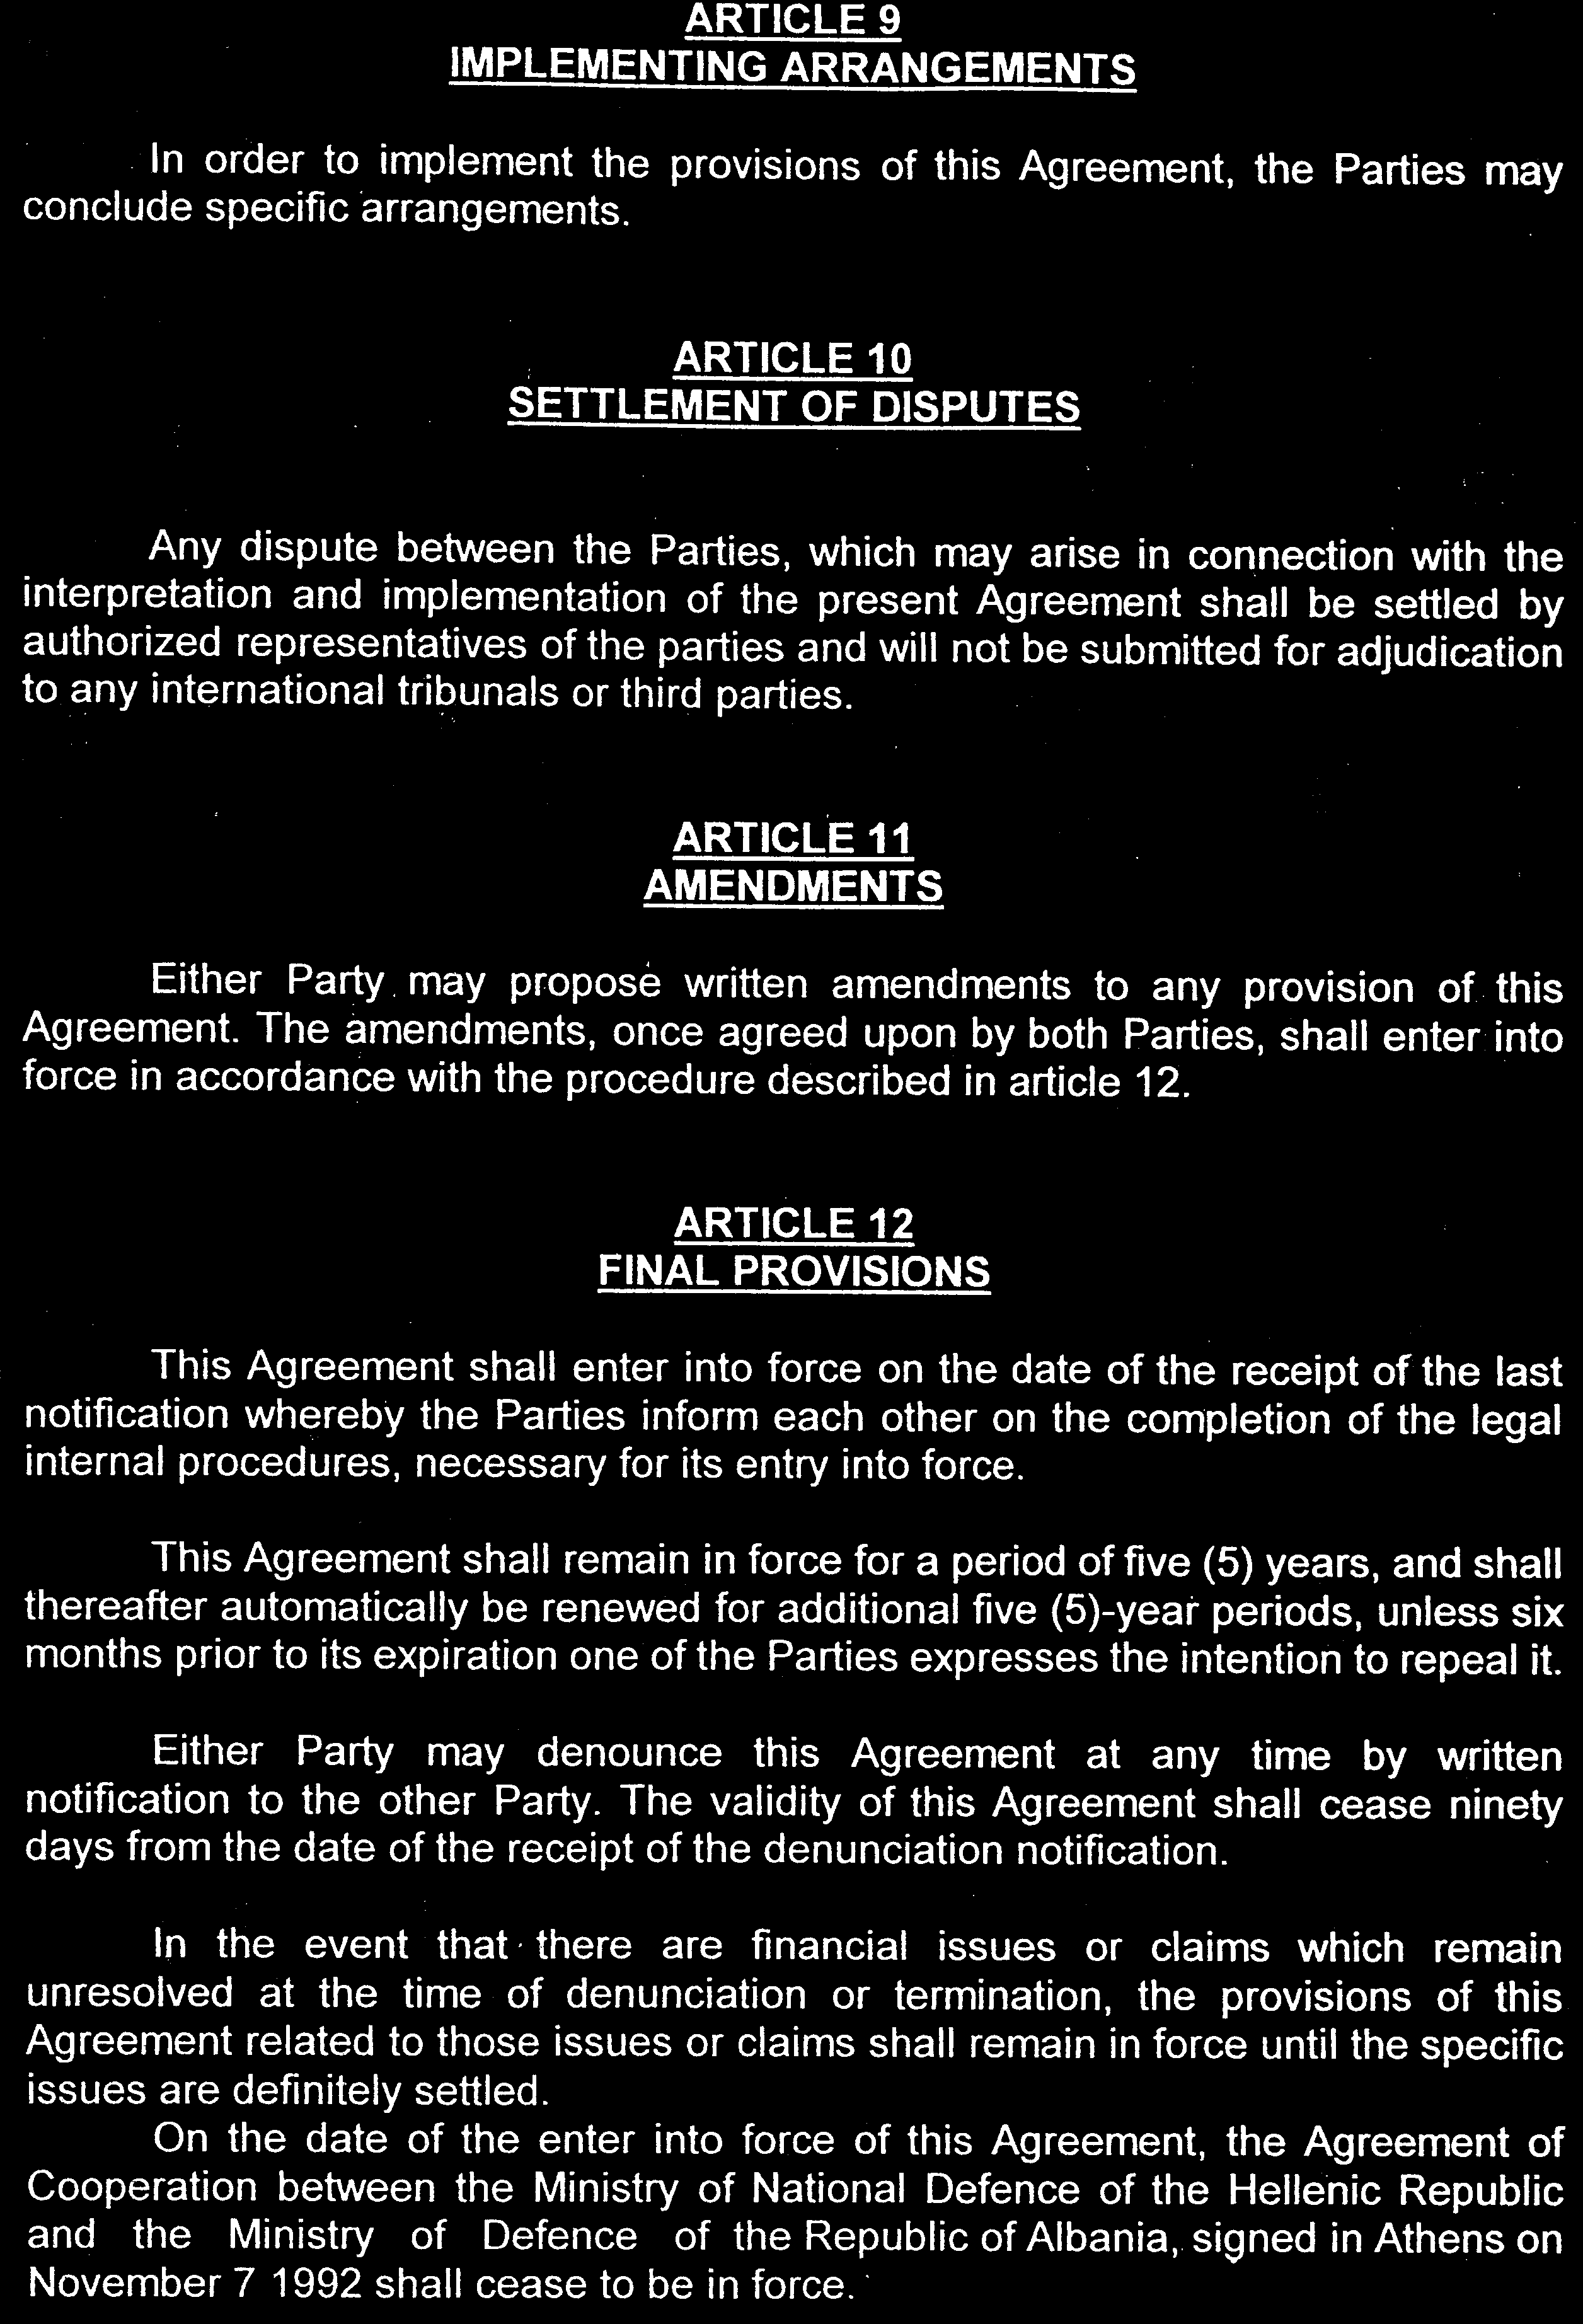 ARTICLE 9
IMPLEMENTING ARRANGEMENTS
In order to implement the provisions of this Agreement, the Parties may
conclude specific arrangements.
ARTICLE 10
SETTLEMENT OF DISPUTES
Any dispute between the Parties, which may arise in connection with the
interpretation and implementation of the present Agreement shall be settled by
authorized representatives of the parties and will not be submitted for adjudication
to any international tribunals or third parties.
ARTICLE 11
AMENDMENTS
Either Party may propose written amendments to any provision of this
Agreement. The amendments, once agreed upon by both Parties, shall enter into
force in accordance with the procedure described in article 12.
ARTICLE 12
FINAL PROVISIONS
This Agreement shall enter into force on the date of the receipt of the last
notification whereby the Parties inform each other on the completion of the legal
internal procedures, necessary for its entry into force.
This Agreement shall remain in force for a period of five (5) years, and shall
thereafter automatically be renewed for additional five (5)-year periods, unless six
months prior to its expiration one of the Parties expresses the intention to repeal it.
Either Party may denounce this Agreement at any time by written
notification to the other Party. The validity of this Agreement shall cease ninety
days from the date of the receipt of the denunciation notification.
In the event that there are financial issues or claims which remain
unresolved at the time of denunciation or termination, the provisions of this
Agreement related to those issues or claims shall remain in force until the specific
issues are definitely settled.
On the date of the enter into force of this Agreement, the Agreement of
Cooperation between the Ministry of National Defence of the Hellenic Republic
and the Ministry of Defence of the Republic of Albania, signed in Athens on
November 7 1992 shall cease to be in force.